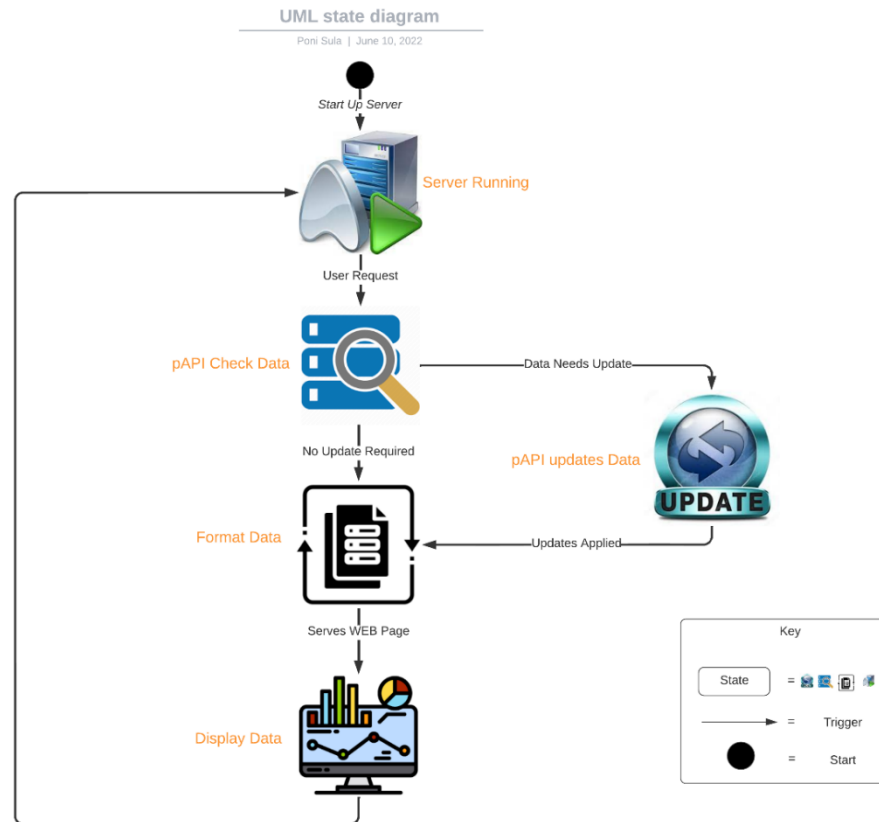 UML state diagram
Poni Sula | June 10, 2022
Start Up Server
Server Running
User Request
pAPI Check Data
Data Needs Update
No Update Required
pAPI updates Data
UPDATE
Format Data
Updates Applied
Serves WEB Page
Display Data
Key
State =
= Trigger
= Start